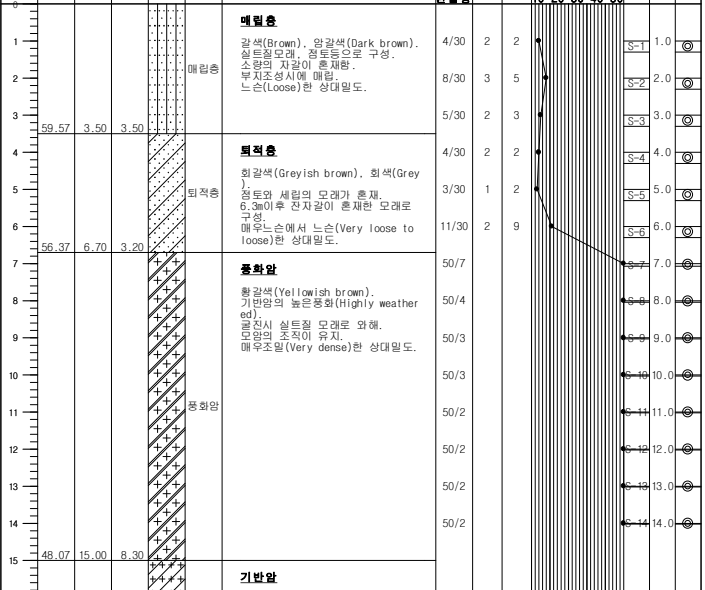 0
매립층
갈색(Brown), 암갈색(Dark brown).
실트질모래, 점토등으로 구성.
소량의 자갈이 혼재함.
부지조성시에 매립.
느슨(Loose)한 상대밀도.
매립층
1 4/30 2 2 S-1 1.0
2 8/30 3 5 S-2 2.0
3 5/30 2 3 S-3 3.0
59.57 3.50 3.50
퇴적층
회갈색(Greyish brown), 회색(Grey
).
점토와 세립의 모래가 혼재.
6.3m이후 잔자갈이 혼재한 모래로
구성.
매우느슨에서 느슨(Very loose to
loose)한 상대밀도.
퇴적층
4 4/30 2 2 S-4 4.0
5 3/30 1 2 S-5 5.0
6 11/30 2 9 S-6 6.0
56.37 6.70 3.20
풍화암
황갈색(Yellowish brown).
기반암의 높은풍화(Highly weather
ed).
굴진시 실트질 모래로 와해.
모암의 조직이 유지.
매우조밀(Very dense)한 상대밀도.
풍화암
7 50/7 S-7 7.0
8 50/4 S-8 8.0
9 50/3 S-9 9.0
10 50/3 S-10 10.0
11 50/2 S-11 11.0
12 50/2 S-12 12.0
13 50/2 S-13 13.0
14 50/2 S-14 14.0
48.07 15.00 8.30
15
기반암